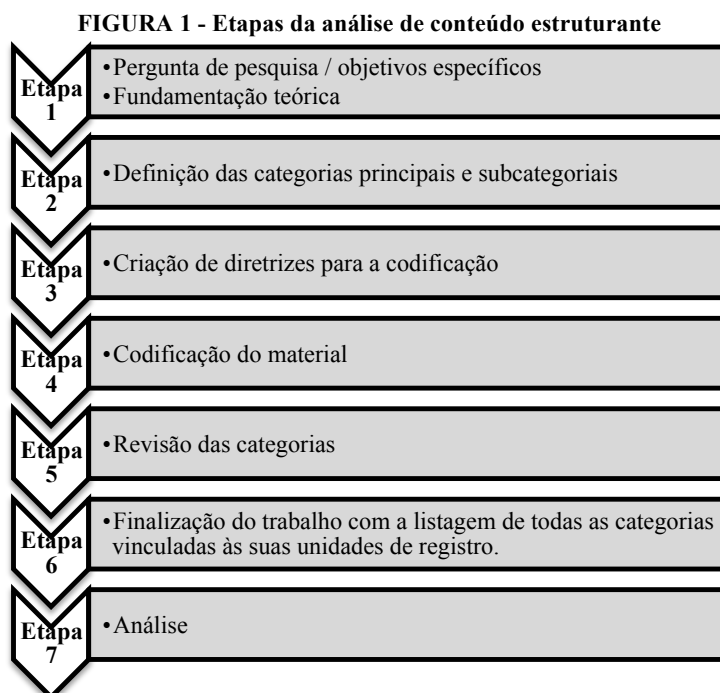 FIGURA 1 - Etapas da análise de conteúdo estruturante
Etapa
1
•Pergunta de pesquisa / objetivos específicos
•Fundamentação teórica
Etapa
2
•Definição das categorias principais e subcategoriais
Etapa
3
•Criação de diretrizes para a codificação
Etapa
4
•Codificação do material
Etapa
5
•Revisão das categorias
Etapa
6
•Finalização do trabalho com a listagem de todas as categorias
vinculadas às suas unidades de registro.
Etapa
7
•Análise